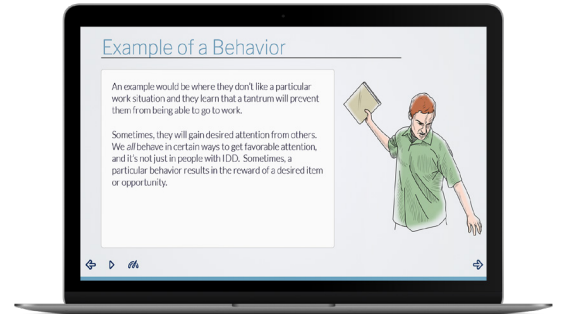 Example of a Behavior
An example would be where they don't like a particular
work situation and they learn that a tantrum will prevent
them from being able to go to work.
Sometimes, they will gain desired attention from others.
We all behave in certain ways to get favorable attention,
and it's not just in people with IDD. Sometimes, a
particular behavior results in the reward of a desired item
or opportunity.